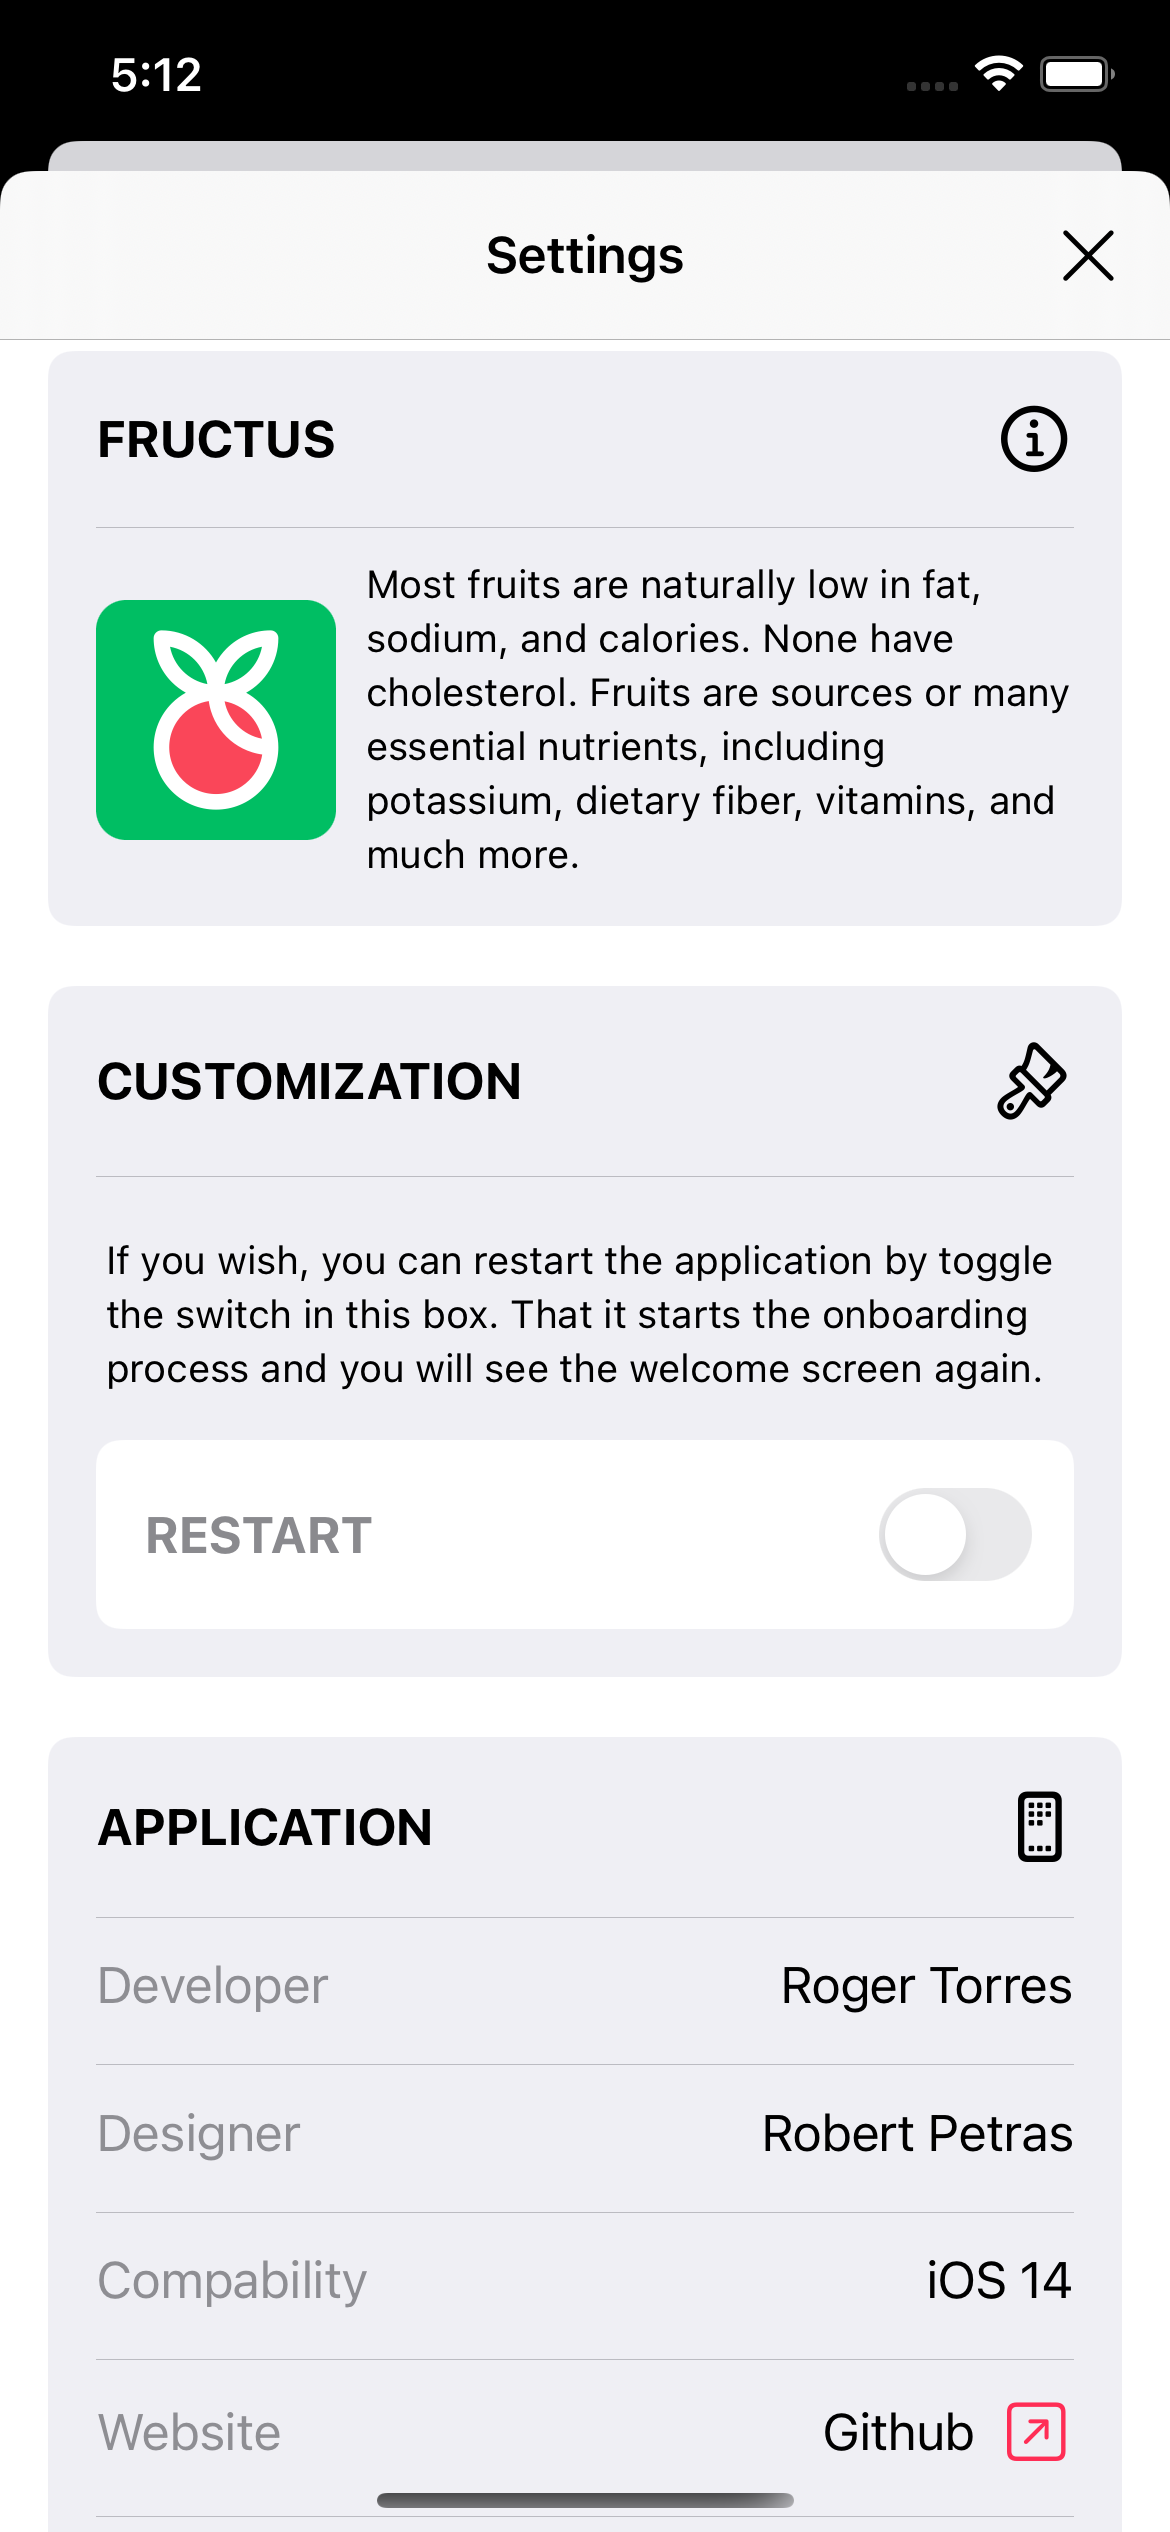 5:12
Settings
FRUCTUS
Most fruits are naturally low in fat,
sodium, and calories. None have
cholesterol. Fruits are sources or many
essential nutrients, including
potassium, dietary fiber, vitamins, and
much more.
CUSTOMIZATION
If you wish, you can restart the application by toggle
the switch in this box. That it starts the onboarding
process and you will see the welcome screen again.
RESTART
APPLICATION
Developer Roger Torres
Designer Robert Petras
Compability iOS 14
Website Github